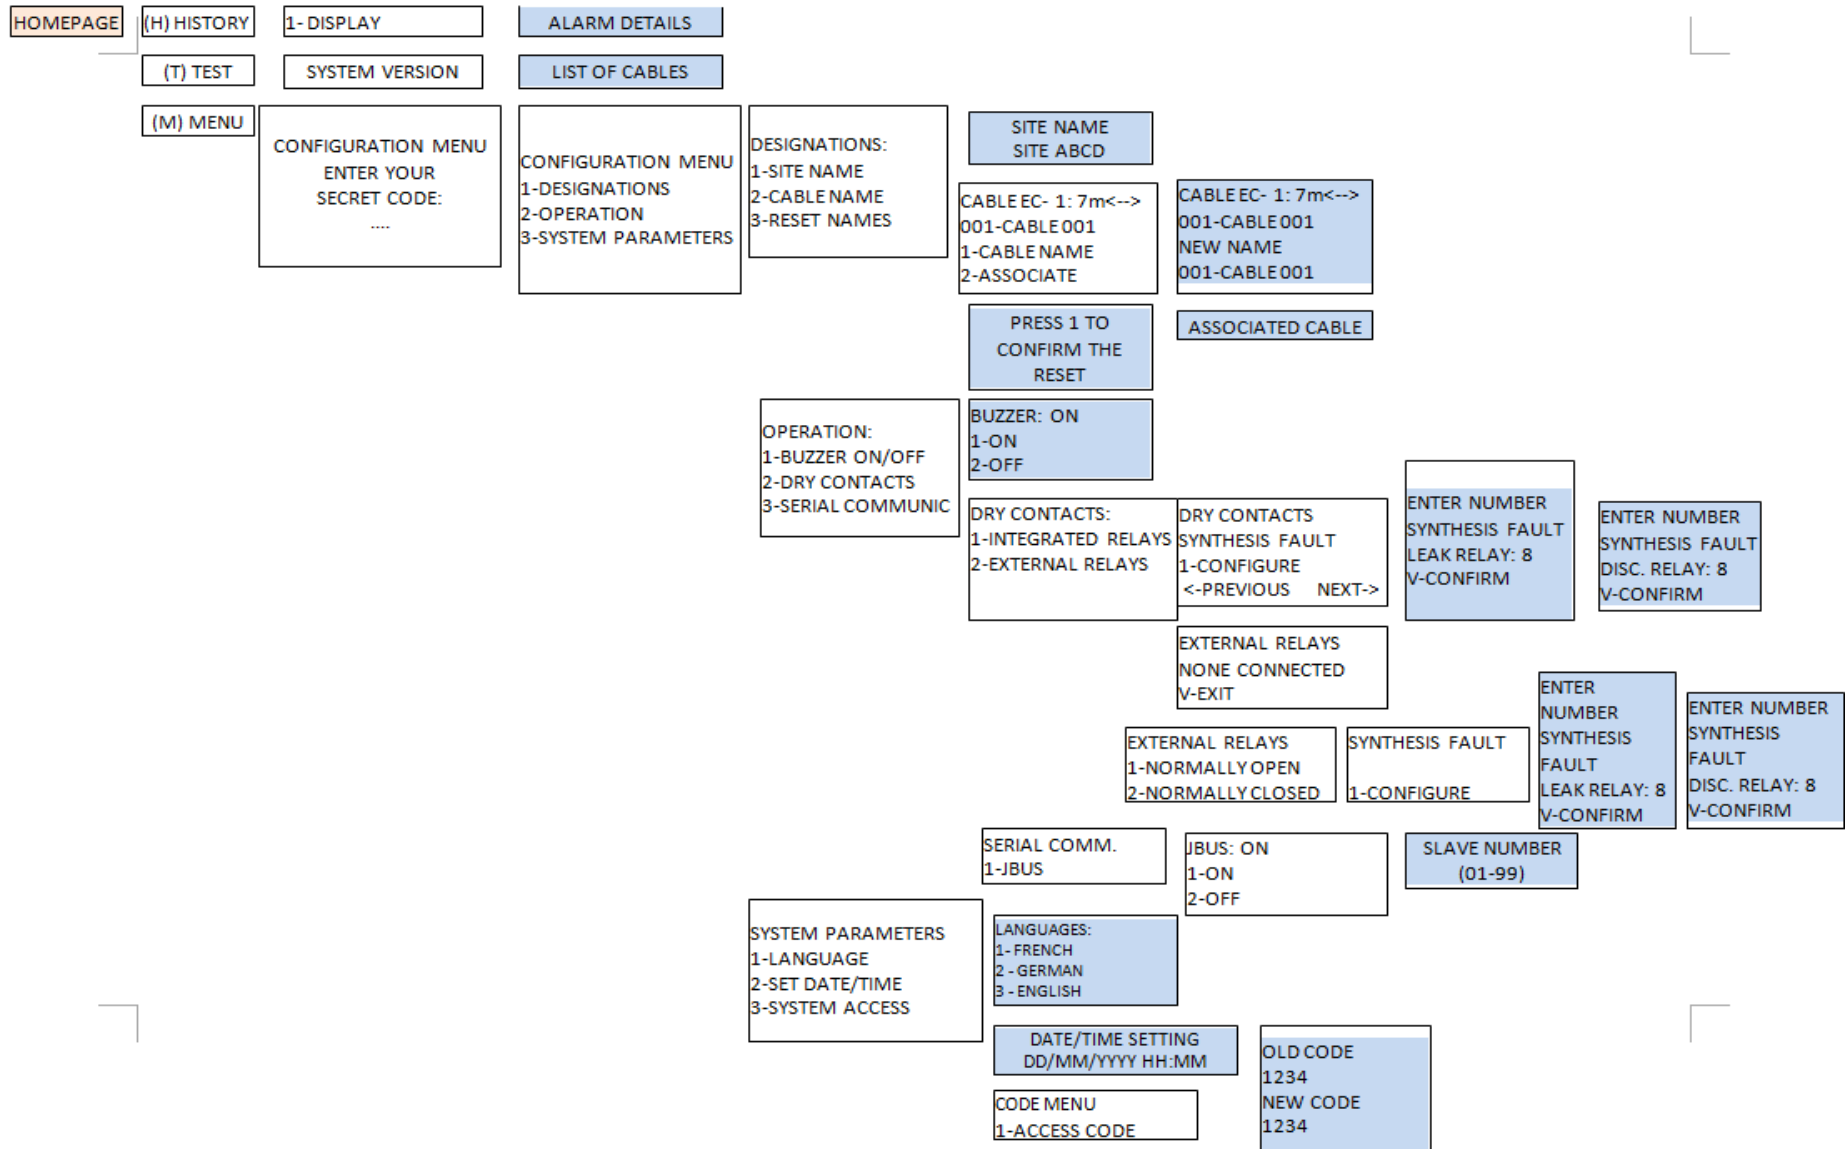 HOMEPAGE
(H) HISTORY
1- DISPLAY
ALARM DETAILS
(T) TEST
SYSTEM VERSION
LIST OF CABLES
(M) MENU
CONFIGURATION MENU
ENTER YOUR
SECRET CODE:
....
CONFIGURATION MENU
1-DESIGNATIONS
2-OPERATION
3-SYSTEM PARAMETERS
DESIGNATIONS:
1-SITE NAME
2-CABLE NAME
3-RESET NAMES
SITE NAME
SITE ABCD
CABLE EC- 1: 7m<-->
001-CABLE 001
1-CABLE NAME
2-ASSOCIATE
CABLE EC- 1: 7m<-->
001-CABLE 001
NEW NAME
001-CABLE 001
PRESS 1 TO
CONFIRM THE
RESET
ASSOCIATED CABLE
OPERATION:
1-BUZZER ON/OFF
2-DRY CONTACTS
3-SERIAL COMMUNIC
BUZZER: ON
1-ON
2-OFF
DRY CONTACTS:
1-INTEGRATED RELAYS
2-EXTERNAL RELAYS
DRY CONTACTS
SYNTHESIS FAULT
1-CONFIGURE
<-PREVIOUS NEXT->
ENTER NUMBER
SYNTHESIS FAULT
LEAK RELAY: 8
V-CONFIRM
ENTER NUMBER
SYNTHESIS FAULT
DISC. RELAY: 8
V-CONFIRM
EXTERNAL RELAYS
NONE CONNECTED
V-EXIT
EXTERNAL RELAYS
1-NORMALLY OPEN
2-NORMALLY CLOSED
SYNTHESIS FAULT
1-CONFIGURE
ENTER
NUMBER
SYNTHESIS
FAULT
LEAK RELAY: 8
V-CONFIRM
ENTER NUMBER
SYNTHESIS
FAULT
DISC. RELAY: 8
V-CONFIRM
SERIAL COMM.
1-JBUS
JBUS: ON
1-ON
2-OFF
SLAVE NUMBER
(01-99)
SYSTEM PARAMETERS
1-LANGUAGE
2-SET DATE/TIME
3-SYSTEM ACCESS
LANGUAGES:
1- FRENCH
2 - GERMAN
3 - ENGLISH
DATE/TIME SETTING
DD/MM/YYYY HH:MM
CODE MENU
1-ACCESS CODE
OLD CODE
1234
NEW CODE
1234